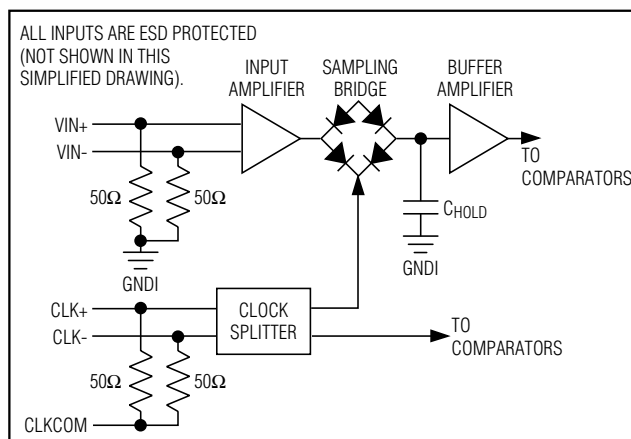 ALL INPUTS ARE ESD PROTECTED
(NOT SHOWN IN THIS
SIMPLIFIED DRAWING).
INPUT
AMPLIFIER
SAMPLING
BRIDGE
BUFFER
AMPLIFIER
VIN+
VIN-
TO
COMPARATORS
50Ω
50Ω
CHOLD
GNDI
GNDI
CLK+
CLK-
CLOCK
SPLITTER
TO
COMPARATORS
50Ω
50Ω
CLKCOM